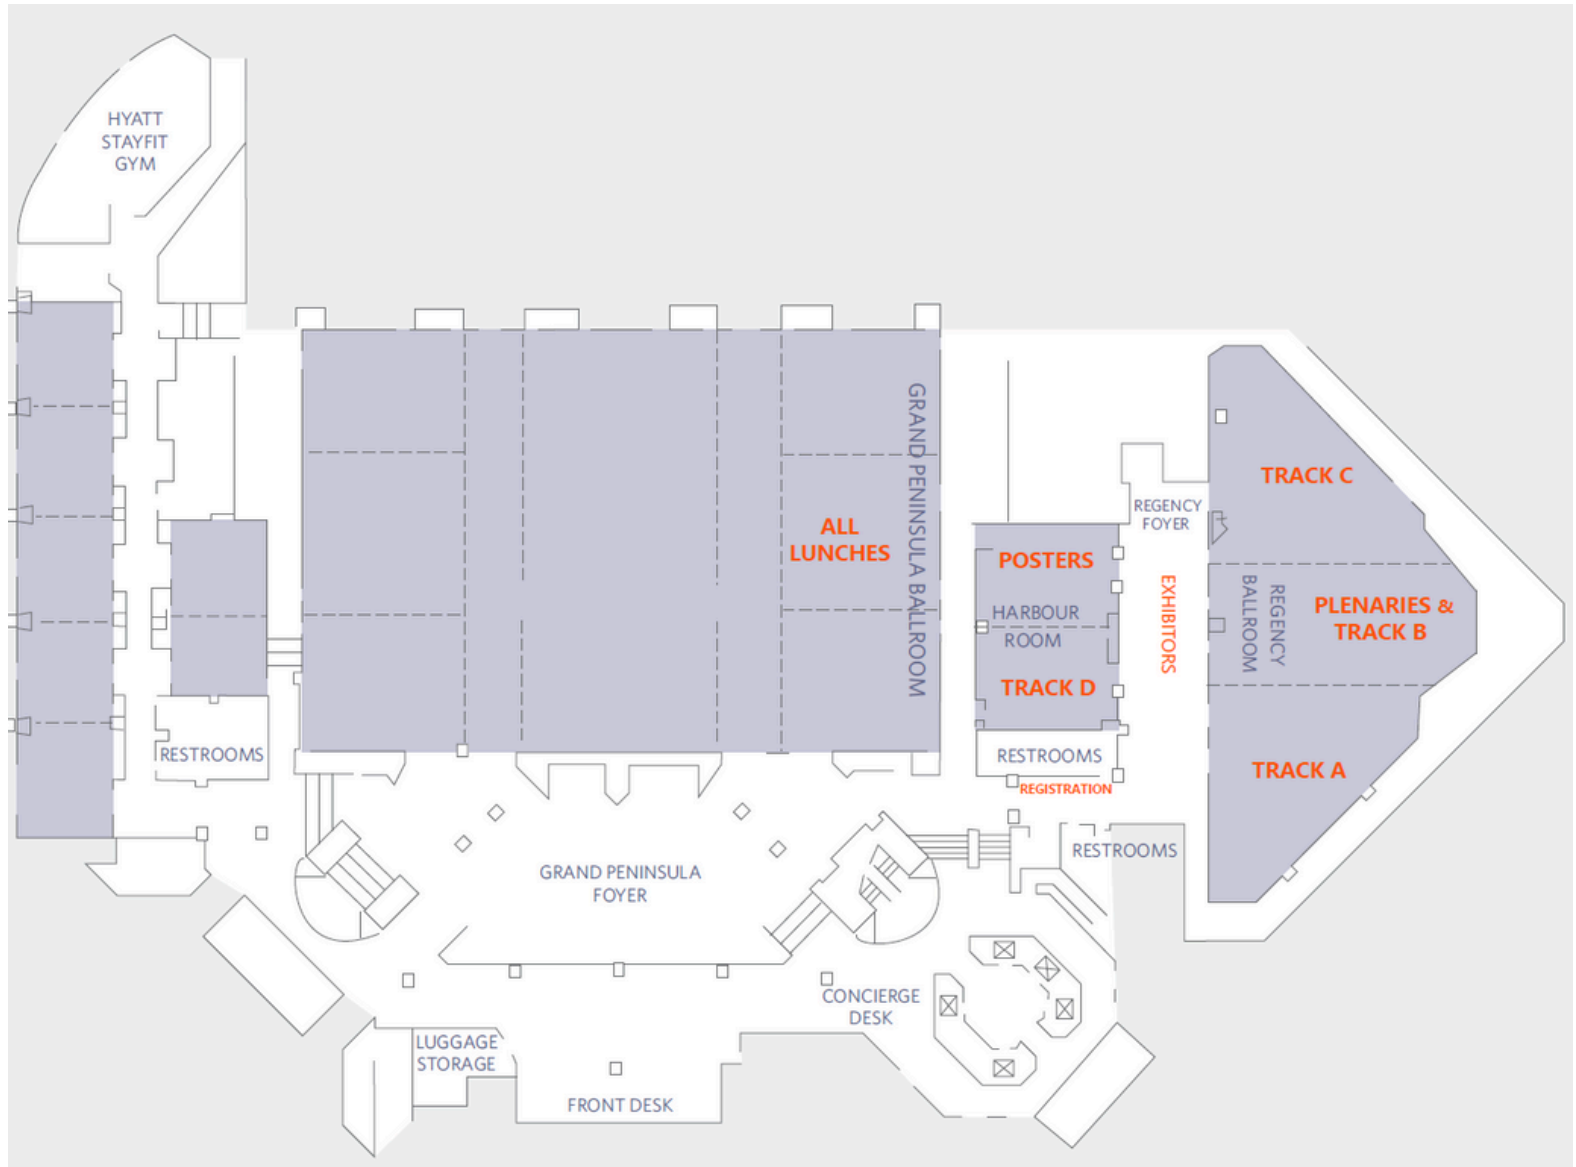 HYATT
STAYFIT
GYM
GRAND PENINSULA BALLROOM
ALL
LUNCHES
TRACK C
REGENCY
FOYER
POSTERS
HARBOUR
ROOM
TRACK D
EXHIBITORS
REGENCY
BALLROOM
PLENARIES &
TRACK B
RESTROOMS
RESTROOMS
REGISTRATION
TRACK A
RESTROOMS
GRAND PENINSULA
FOYER
CONCIERGE
DESK
LUGGAGE
STORAGE
FRONT DESK